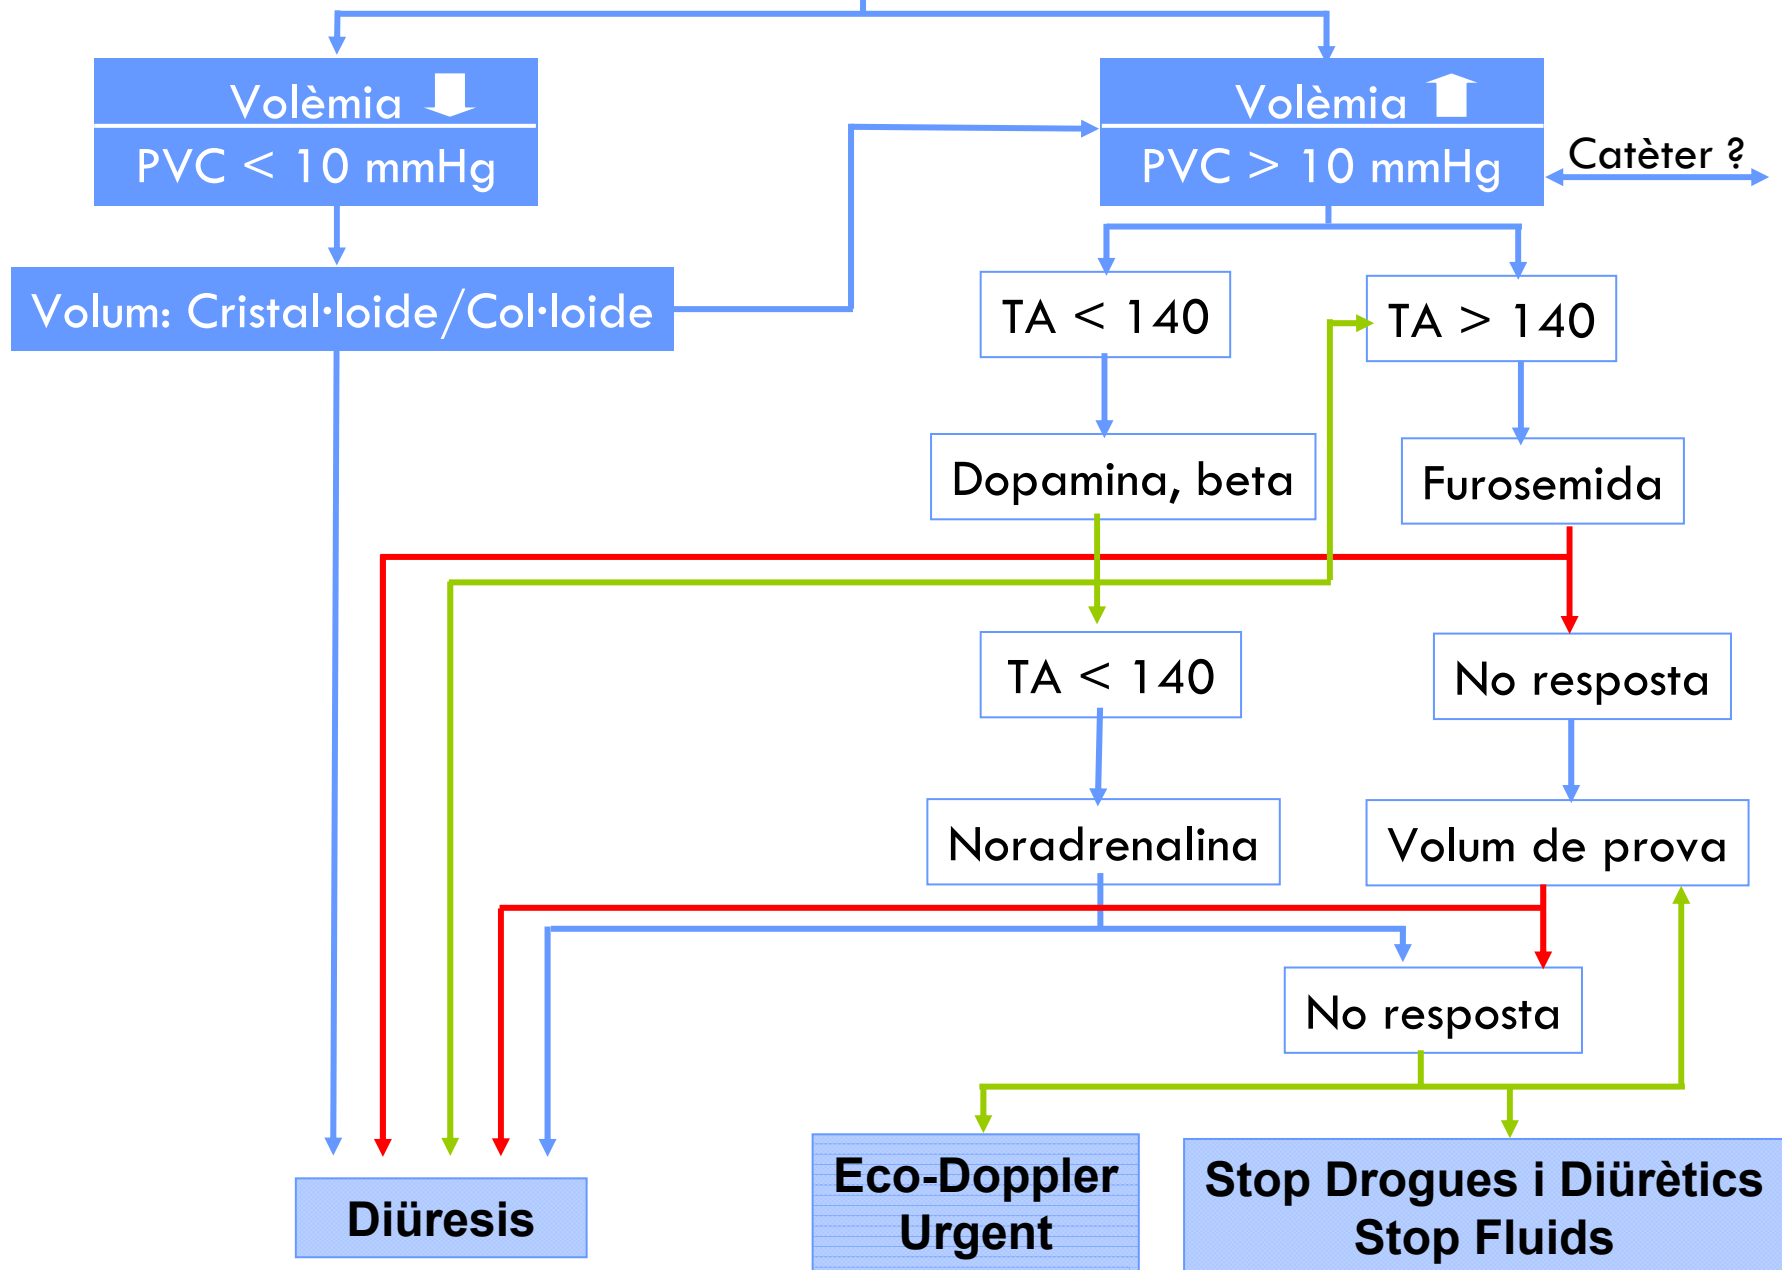 Volèmia
PVC < 10 mmHg
Volèmia
PVC > 10 mmHg
Catèter ?
Volum: Cristal·loide/Col·loide
TA < 140
TA > 140
Dopamina, beta
Furosemida
TA < 140
No resposta
Noradrenalina
Volum de prova
No resposta
Diüresis
Eco-Doppler
Urgent
Stop Drogues i Diürètics
Stop Fluids